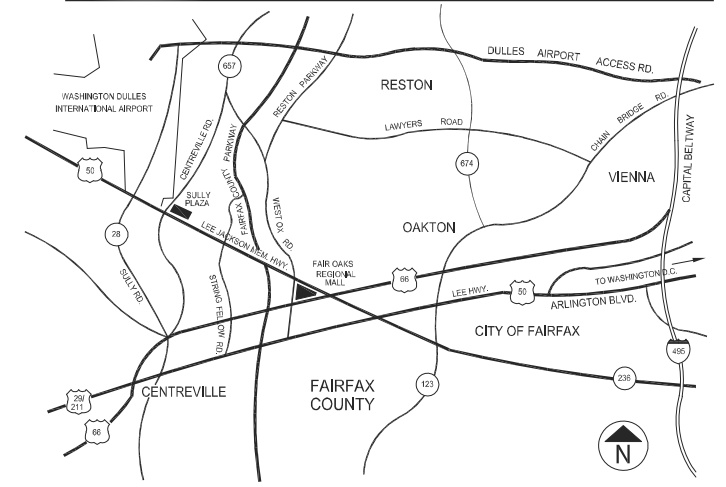 DULLES AIRPORT ACCESS RD.
657
RESTON PARKWAY
RESTON
WASHINGTON DULLES
INTERNATIONAL AIRPORT
CHAIN BRIDGE RD.
LAWYERS ROAD
CENTREVILLE RD.
CAPITAL BELTWAY
50
674
FAIRFAX COUNTY PARKWAY
VIENNA
SULLY
PLAZA
WEST OX RD.
OAKTON
28
LEE JACKSON MEM. HWY.
FAIR OAKS
REGIONAL
MALL
66
SULLY RD.
STRING FELLOW RD.
TO WASHINGTON D.C.
LEE HWY.
50
ARLINGTON BLVD.
CITY OF FAIRFAX
495
236
123
CENTREVILLE
FAIRFAX
COUNTY
29/
211
66
N